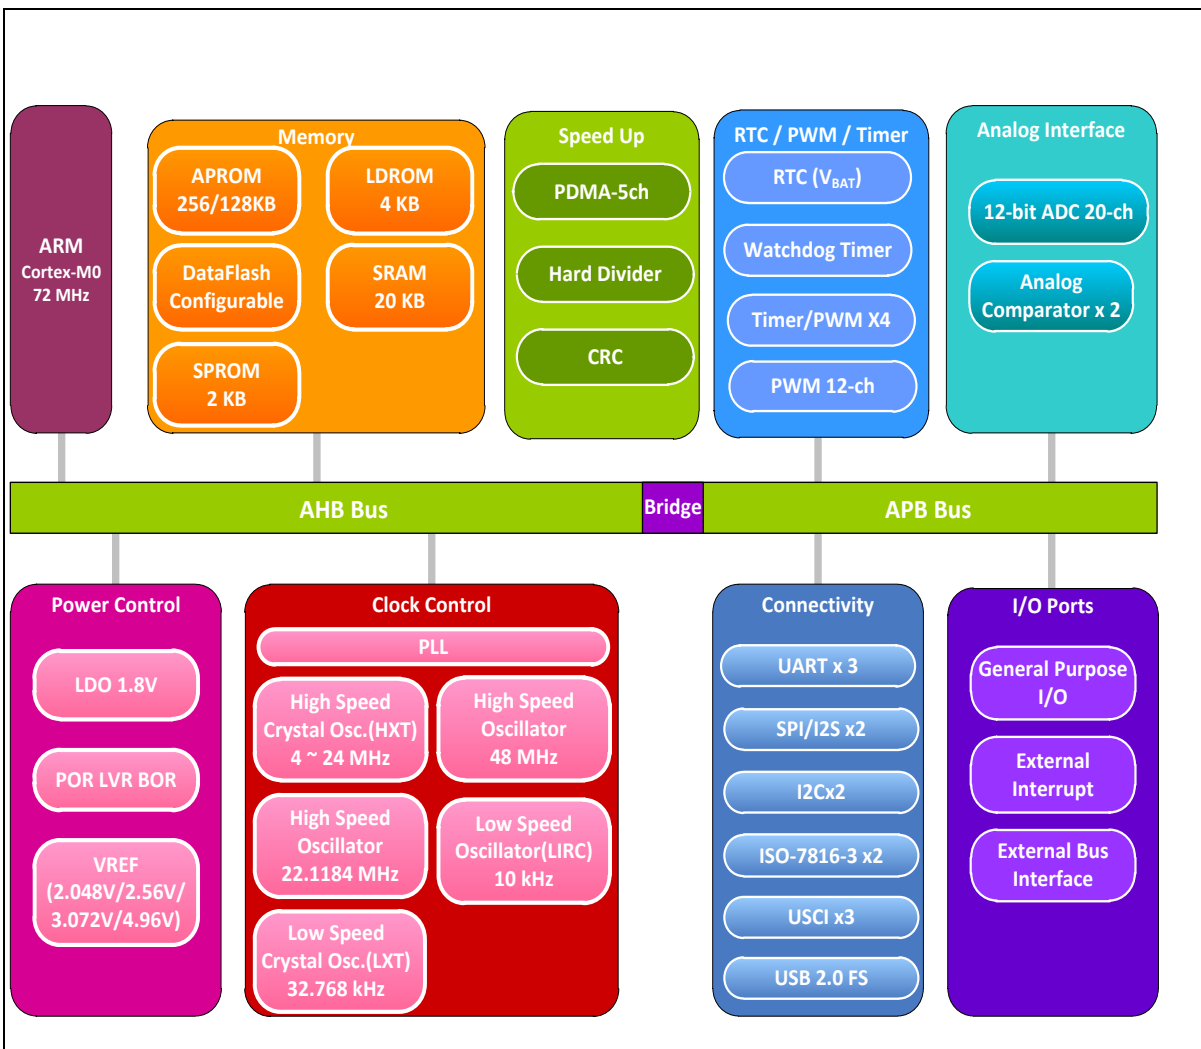 ARM
Cortex-M0
72 MHz
Memory
APROM
256/128KB
LDROM
4 KB
DataFlash
Configurable
SRAM
20 KB
SPROM
2 KB
Speed Up
PDMA-5ch
Hard Divider
CRC
RTC / PWM / Timer
RTC (VBAT)
Watchdog Timer
Timer/PWM X4
PWM 12-ch
Analog Interface
12-bit ADC 20-ch
Analog
Comparator x 2
AHB Bus
Bridge
APB Bus
Power Control
LDO 1.8V
POR LVR BOR
VREF
(2.048V/2.56V/
3.072V/4.96V)
Clock Control
PLL
High Speed
Crystal Osc.(HXT)
4 ~ 24 MHz
High Speed
Oscillator
48 MHz
High Speed
Oscillator
22.1184 MHz
Low Speed
Oscillator(LIRC)
10 kHz
Low Speed
Crystal Osc.(LXT)
32.768 kHz
Connectivity
UART x 3
SPI/I2S x2
I2Cx2
ISO-7816-3 x2
USCI x3
USB 2.0 FS
I/O Ports
General Purpose
I/O
External
Interrupt
External Bus
Interface